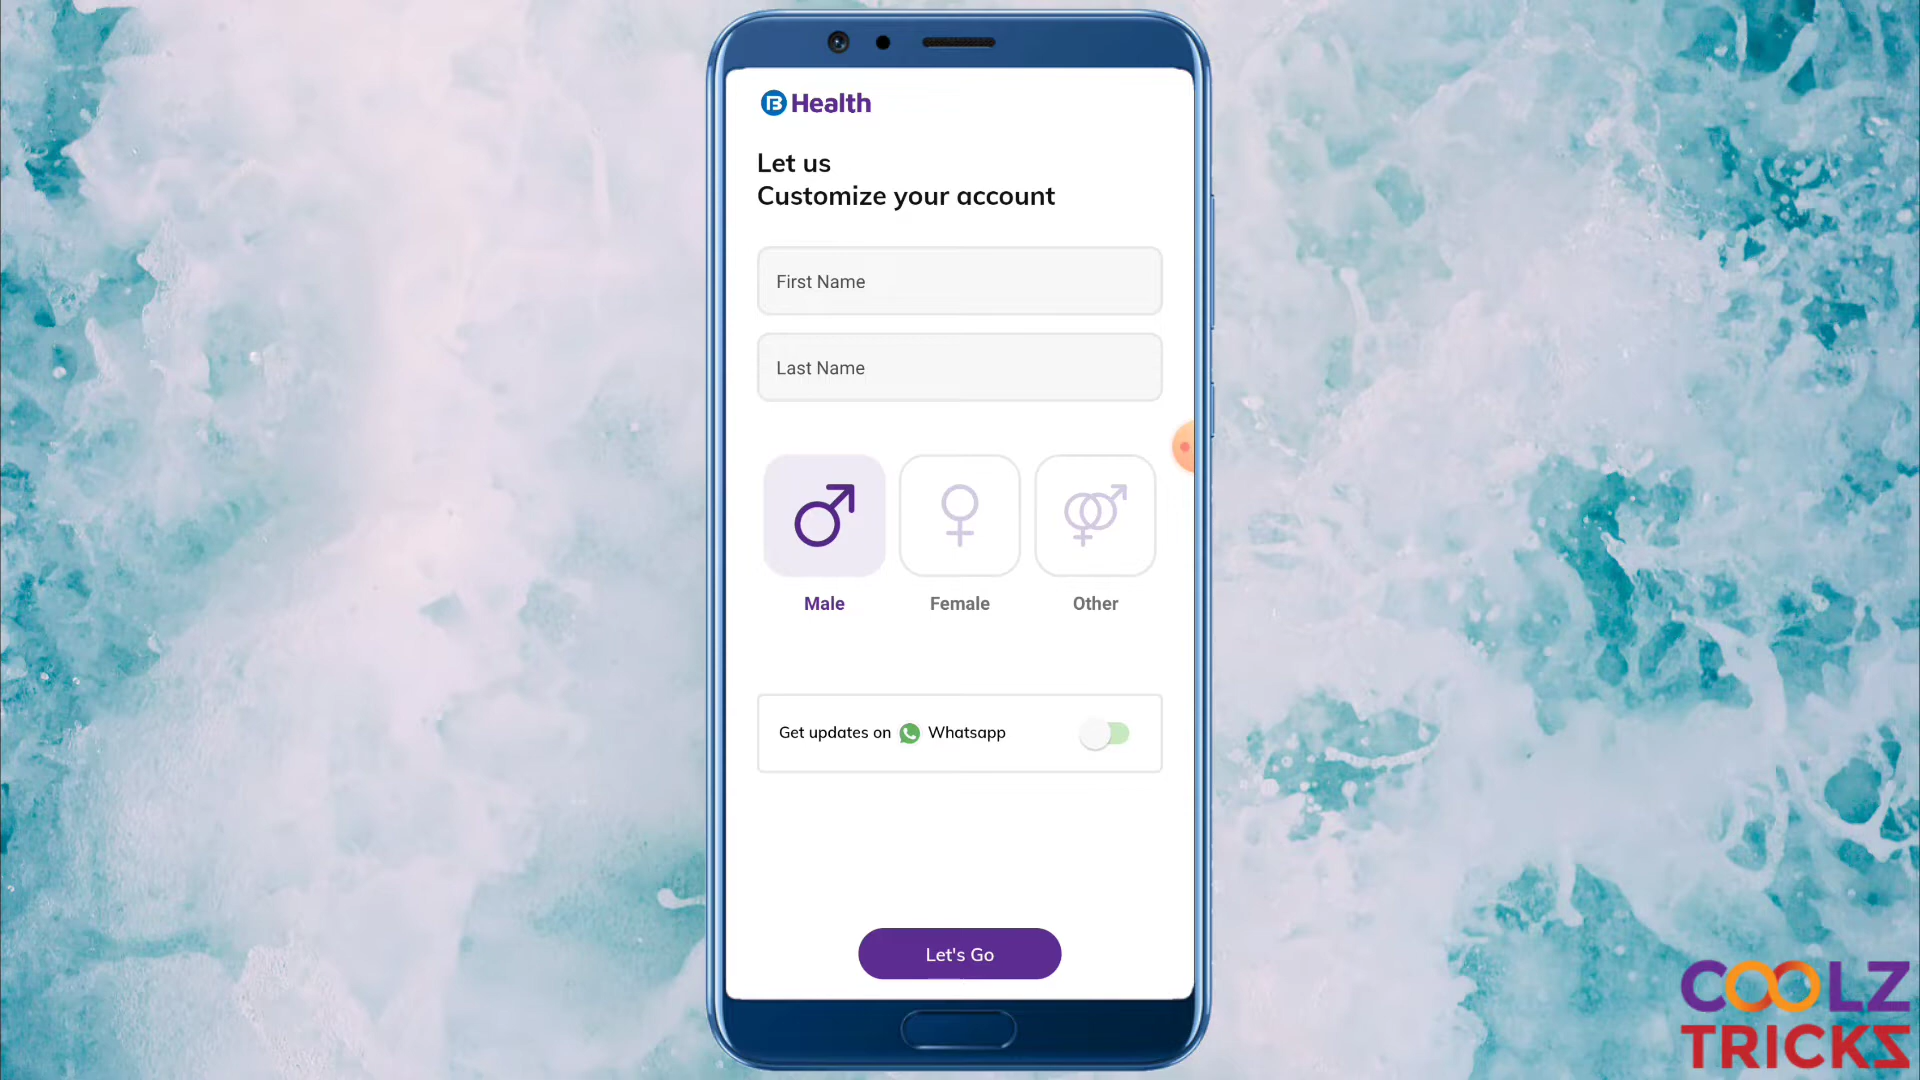 B Health
Let us
Customize your account
First Name
Last Name
Male Female Other
Get updates on Whatsapp
Let's Go
COOLZ
TRICKS